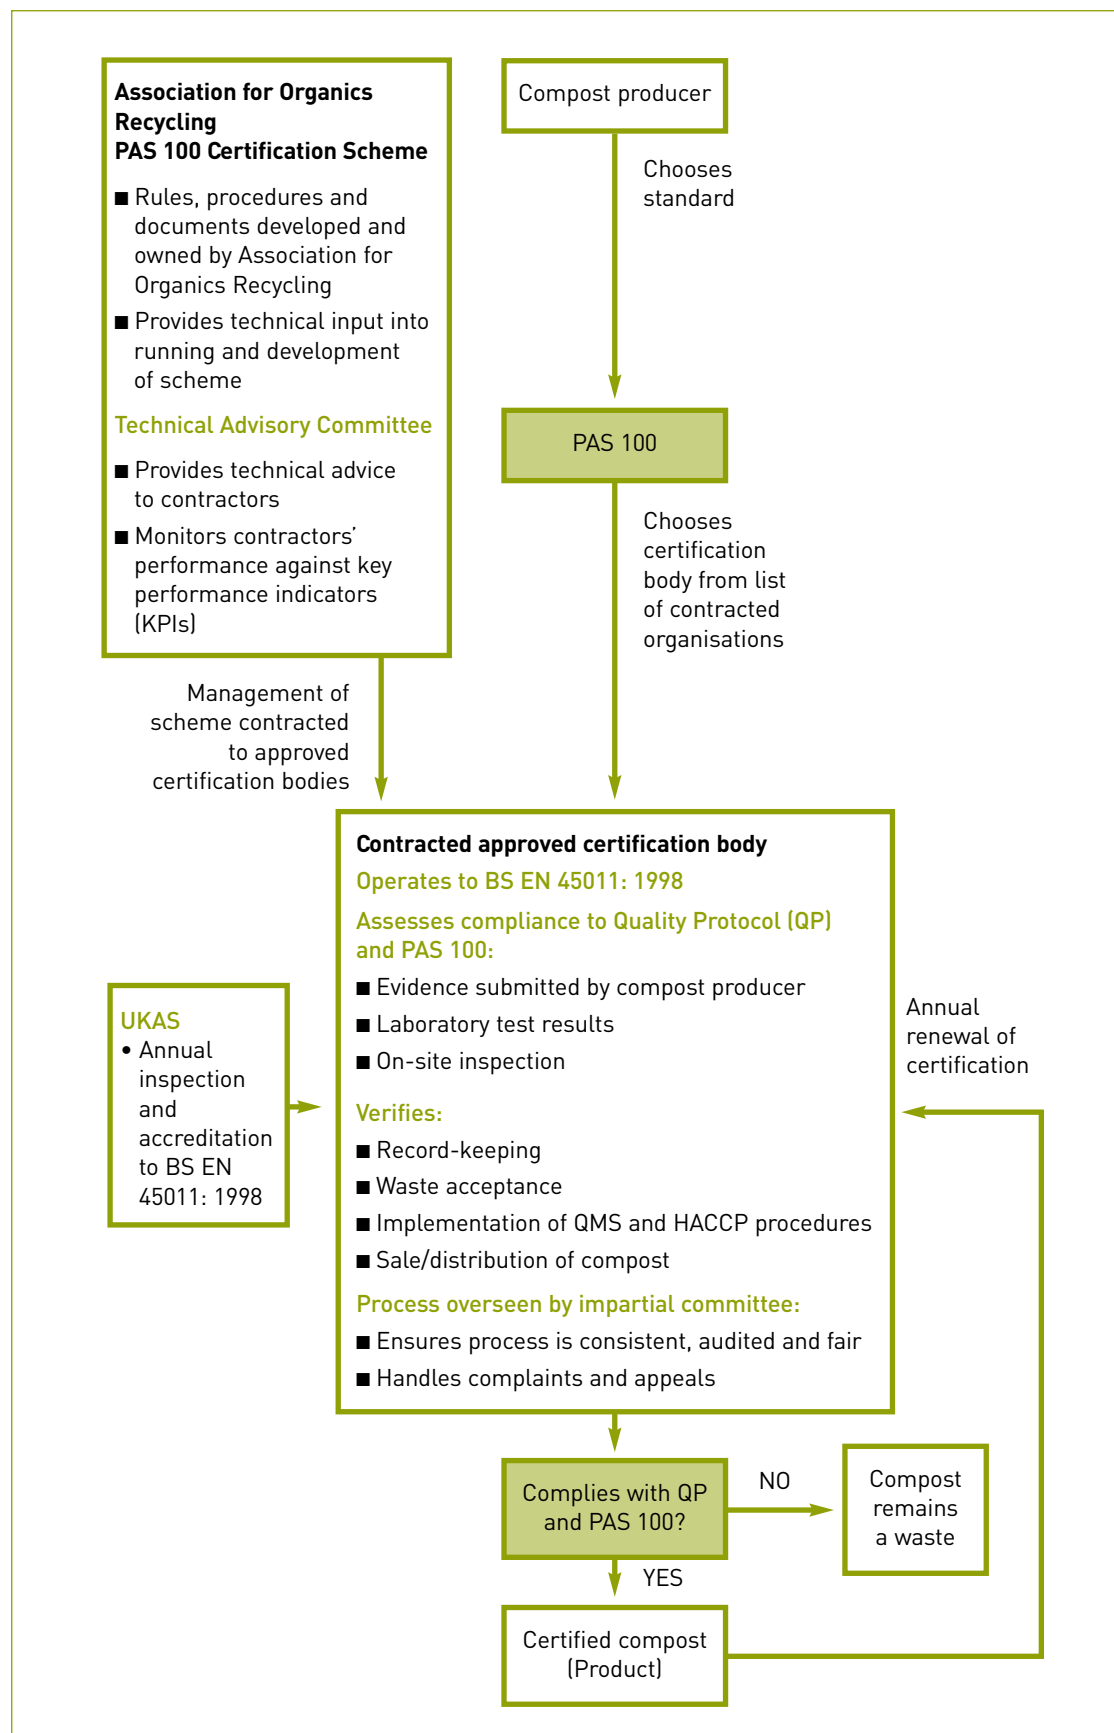 Association for Organics
Recycling
PAS 100 Certification Scheme
■ Rules, procedures and
documents developed and
owned by Association for
Organics Recycling
■ Provides technical input into
running and development
of scheme
Technical Advisory Committee
■ Provides technical advice
to contractors
■ Monitors contractors’
performance against key
performance indicators
(KPIs)
Compost producer
Chooses
standard
PAS 100
Chooses
certification
body from list
of contracted
organisations
Management of
scheme contracted
to approved
certification bodies
Contracted approved certification body
Operates to BS EN 45011: 1998
Assesses compliance to Quality Protocol (QP)
and PAS 100:
■ Evidence submitted by compost producer
■ Laboratory test results
■ On-site inspection
Verifies:
■ Record-keeping
■ Waste acceptance
■ Implementation of QMS and HACCP procedures
■ Sale/distribution of compost
Process overseen by impartial committee:
■ Ensures process is consistent, audited and fair
■ Handles complaints and appeals
UKAS
• Annual
inspection
and
accreditation
to BS EN
45011: 1998
Annual
renewal of
certification
Complies with QP
and PAS 100?
NO
Compost
remains
a waste
YES
Certified compost
(Product)